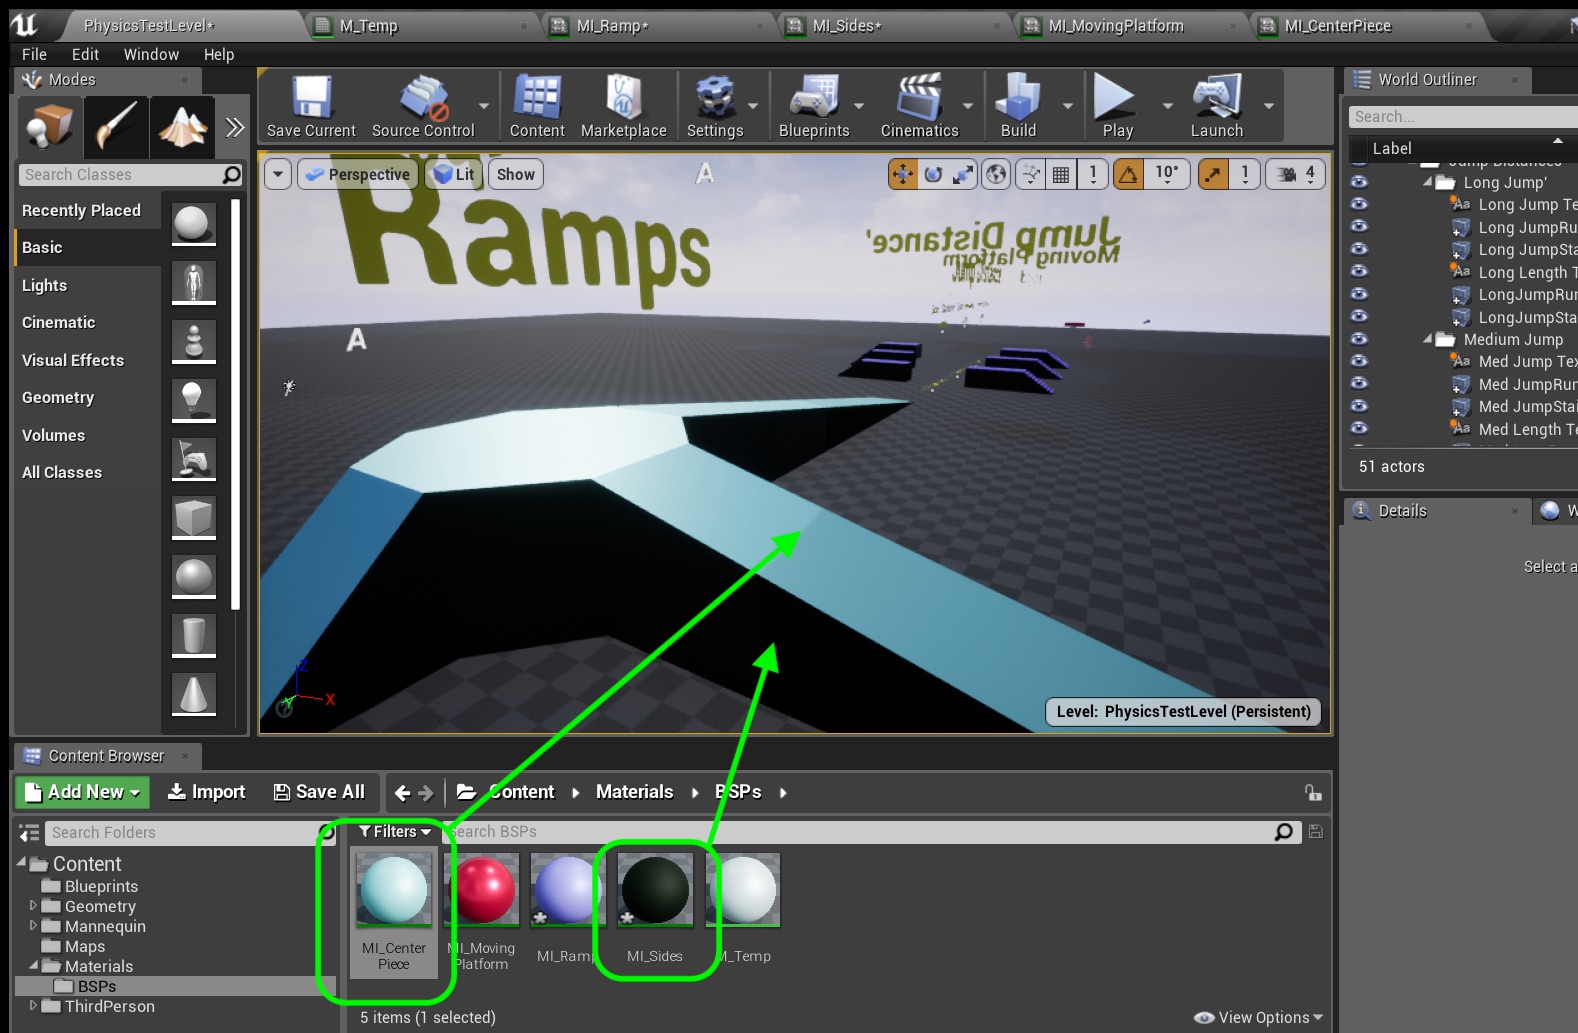 PhysicsTestLevel*
M_Temp
MI_Ramp*
MI_Sides*
MI_MovingPlatform
MI_CenterPiece
File Edit Window Help
Modes
World Outliner
Save Current
Source Control
Content
Marketplace
Settings
Blueprints
Cinematics
Build
Play
Launch
Search...
Label
Search Classes
Recently Placed
Basic
Lights
Cinematic
Visual Effects
Geometry
Volumes
All Classes
Perspective
Lit
Show
1
10°
1
4
A
Ramps
Jump Distance'
Moving Platform
A
Z
Y
X
Level: PhysicsTestLevel (Persistent)
Jump Distances
Long Jump'
Long Jump Te
Long JumpRu
Long JumpSta
Long Length T
LongJumpRun
LongJumpSta
Medium Jump
Med Jump Tex
Med JumpRun
Med JumpStai
Med Length Te
51 actors
Details
W
Select a
Content Browser
Add New
Import
Save All
Content
Materials
BSPs
Search Folders
Filters
Search BSPs
Content
Blueprints
Geometry
Mannequin
Maps
Materials
BSPs
ThirdPerson
MI_Center
Piece
MI_Moving
Platform
MI_Ramp
MI_Sides
M_Temp
5 items (1 selected)
View Options